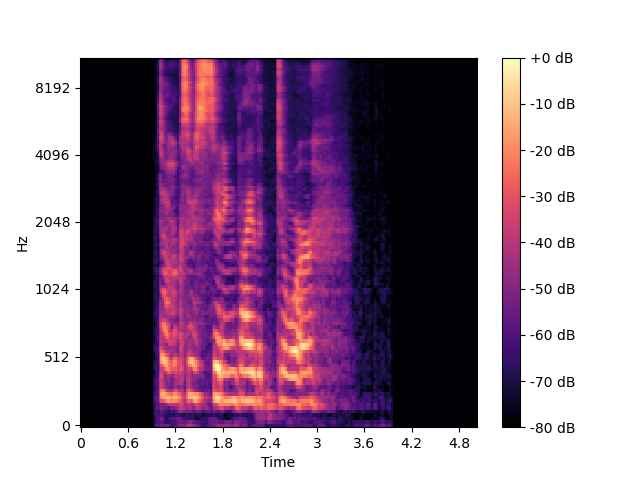 8192
4096
2048
1024
512
0
Hz
0 0.6 1.2 1.8 2.4 3 3.6 4.2 4.8
Time
+0 dB
-10 dB
-20 dB
-30 dB
-40 dB
-50 dB
-60 dB
-70 dB
-80 dB